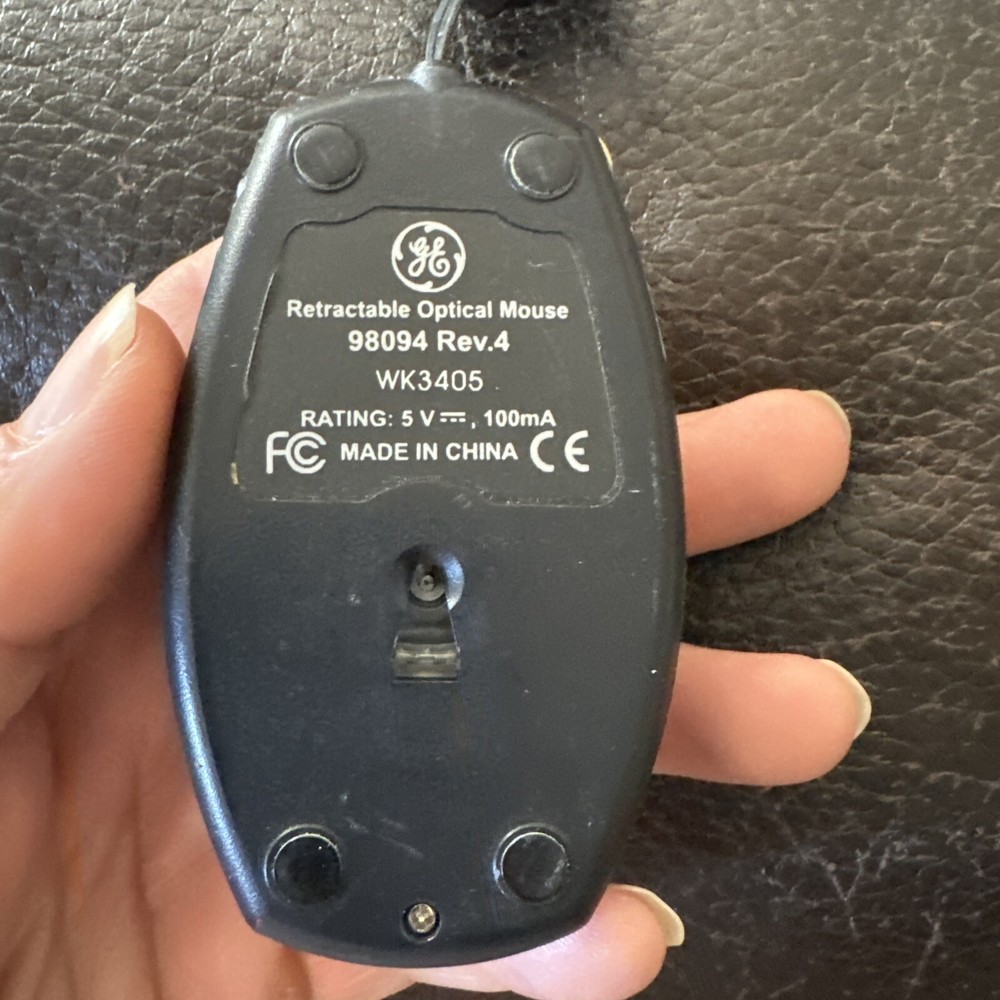 GE
Retractable Optical Mouse
98094 Rev.4
WK3405
RATING: 5 V⎓, 100mA
FC MADE IN CHINA CE